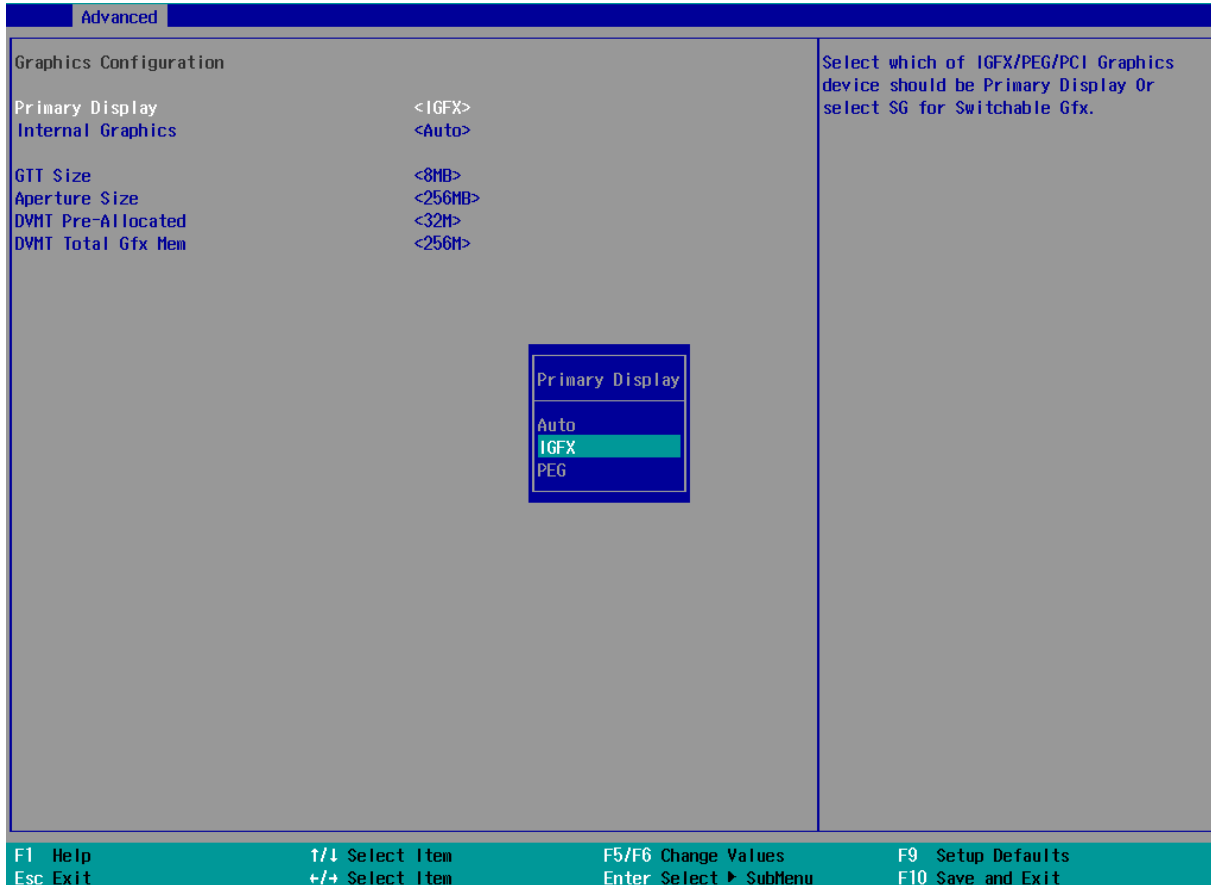 Advanced
Graphics Configuration
Primary Display <IGFX>
Internal Graphics <Auto>
GTT Size <8MB>
Aperture Size <256MB>
DVMT Pre-Allocated <32M>
DVMT Total Gfx Mem <256M>
Select which of IGFX/PEG/PCI Graphics
device should be Primary Display Or
select SG for Switchable Gfx.
Primary Display
Auto
IGFX
PEG
F1 Help ↑/↓ Select Item F5/F6 Change Values F9 Setup Defaults
Esc Exit ←/→ Select Item Enter Select ▶ SubMenu F10 Save and Exit